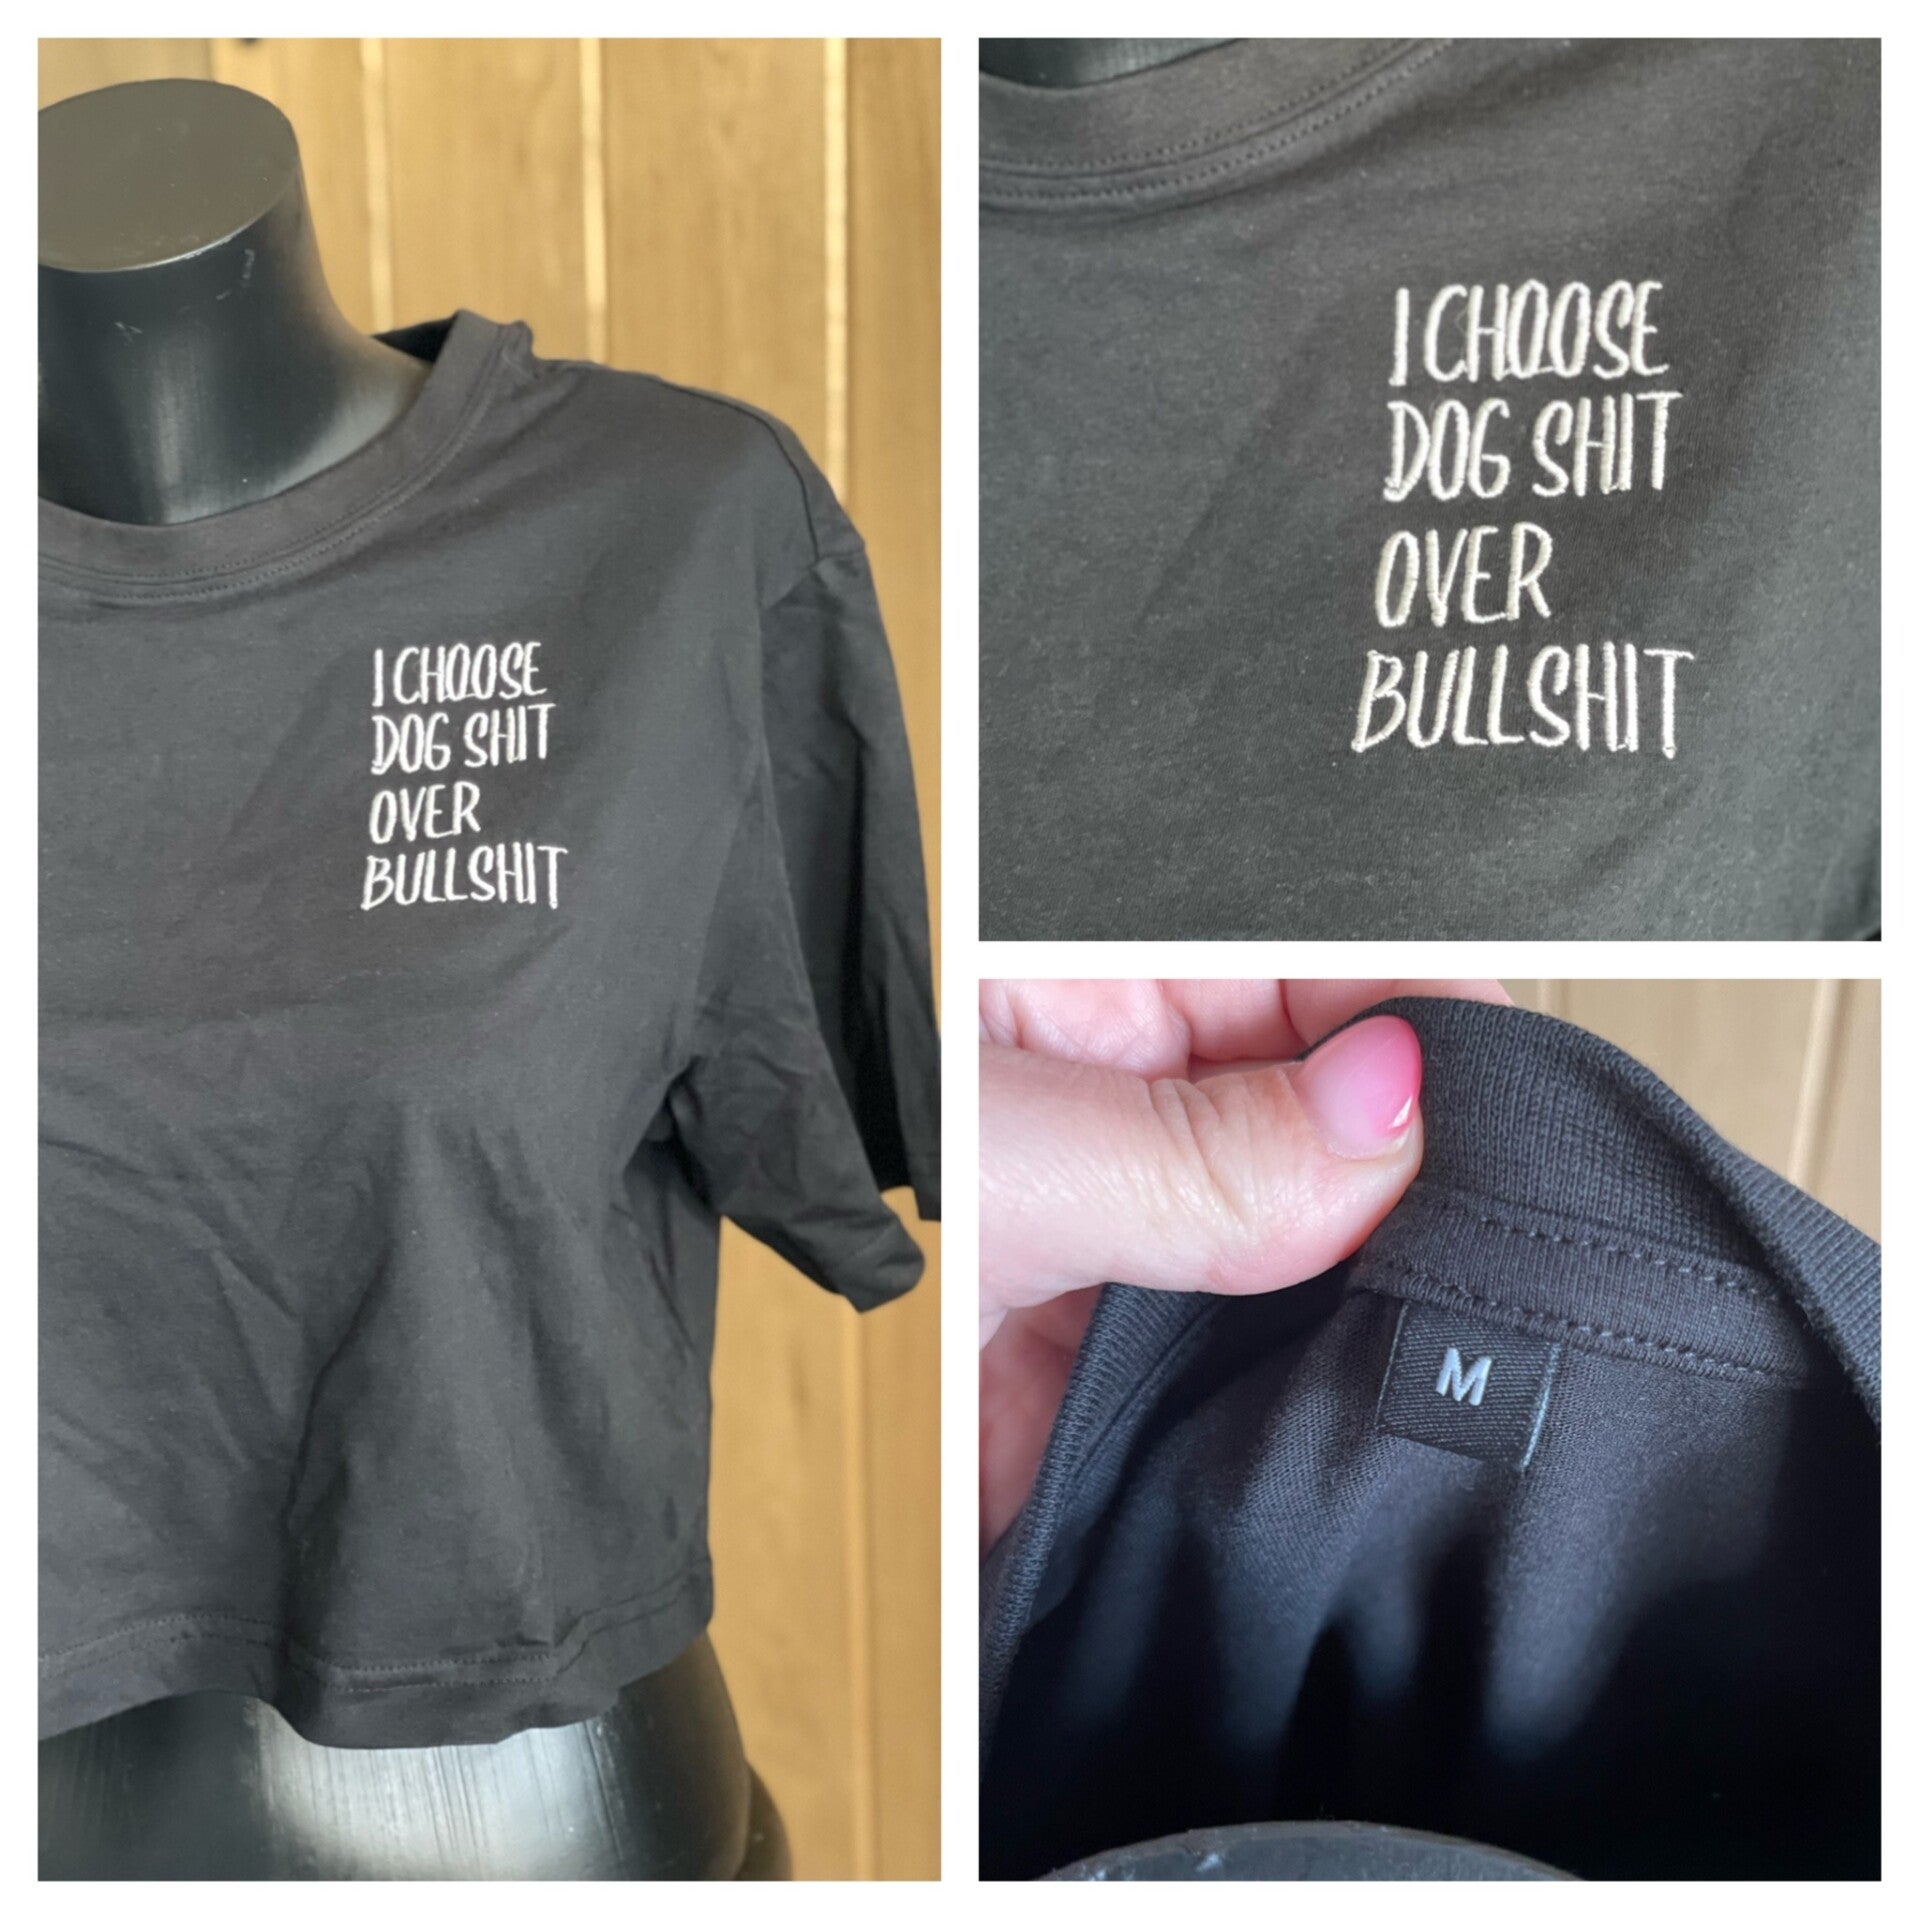 I CHOOSE
DOG SHIT
OVER
BULLSHIT
I CHOOSE
DOG SHIT
OVER
BULLSHIT
M